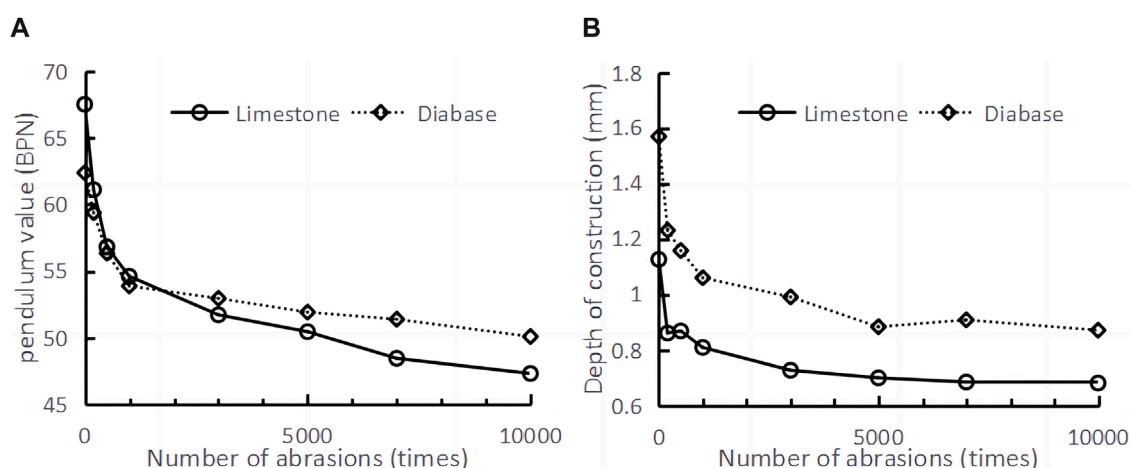 A
pendulum value (BPN)
70
65
60
55
50
45
Limestone
Diabase
0
5000
10000
Number of abrasions (times)
B
Depth of construction (mm)
1.8
1.6
1.4
1.2
1
0.8
0.6
Limestone
Diabase
0
5000
10000
Number of abrasions (times)